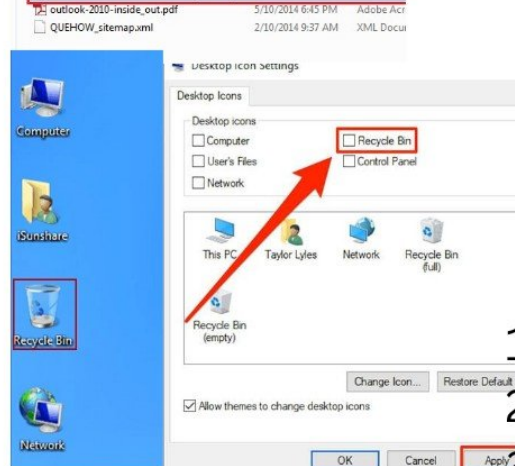 outlook-2010-inside_out.pdf 5/10/2014 6:45 PM Adobe Acr
QUEHOW_sitemap.xml 2/10/2014 9:37 AM XML Docu
Desktop Icon Settings
Desktop Icons
Desktop icons
Computer Recycle Bin
User's Files Control Panel
Network
This PC Taylor Lyles Network Recycle Bin (full)
Recycle Bin (empty)
Change Icon... Restore Default
Allow themes to change desktop icons
OK Cancel Apply
Computer
iSunshare
Recycle Bin
Network
1
2